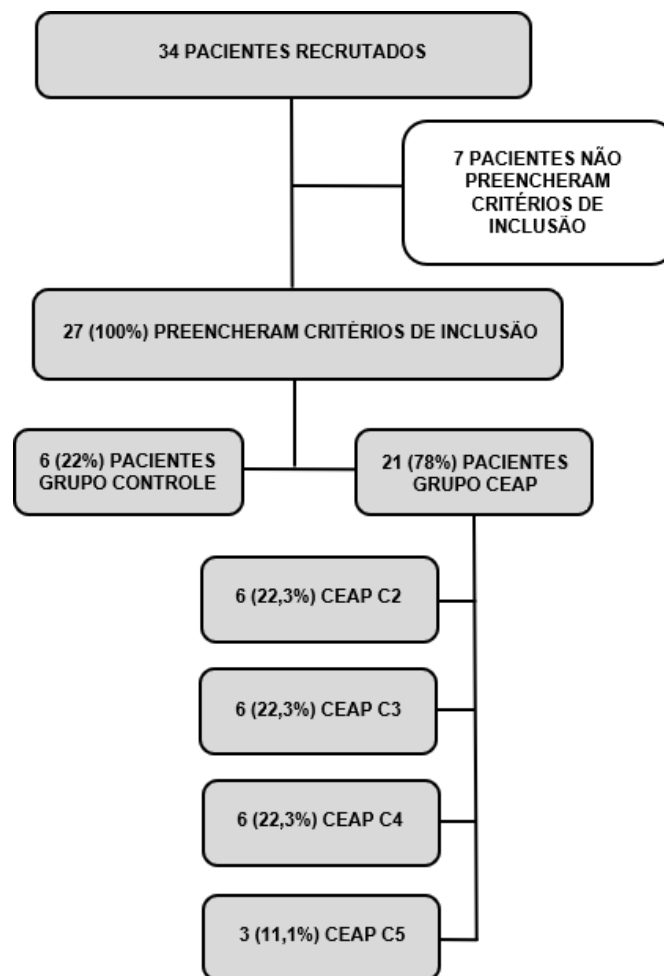 34 PACIENTES RECRUTADOS
7 PACIENTES NÃO
PREENCHERAM
CRITÉRIOS DE
INCLUSÃO
27 (100%) PREENCHERAM CRITÉRIOS DE INCLUSÃO
6 (22%) PACIENTES
GRUPO CONTROLE
21 (78%) PACIENTES
GRUPO CEAP
6 (22,3%) CEAP C2
6 (22,3%) CEAP C3
6 (22,3%) CEAP C4
3 (11,1%) CEAP C5